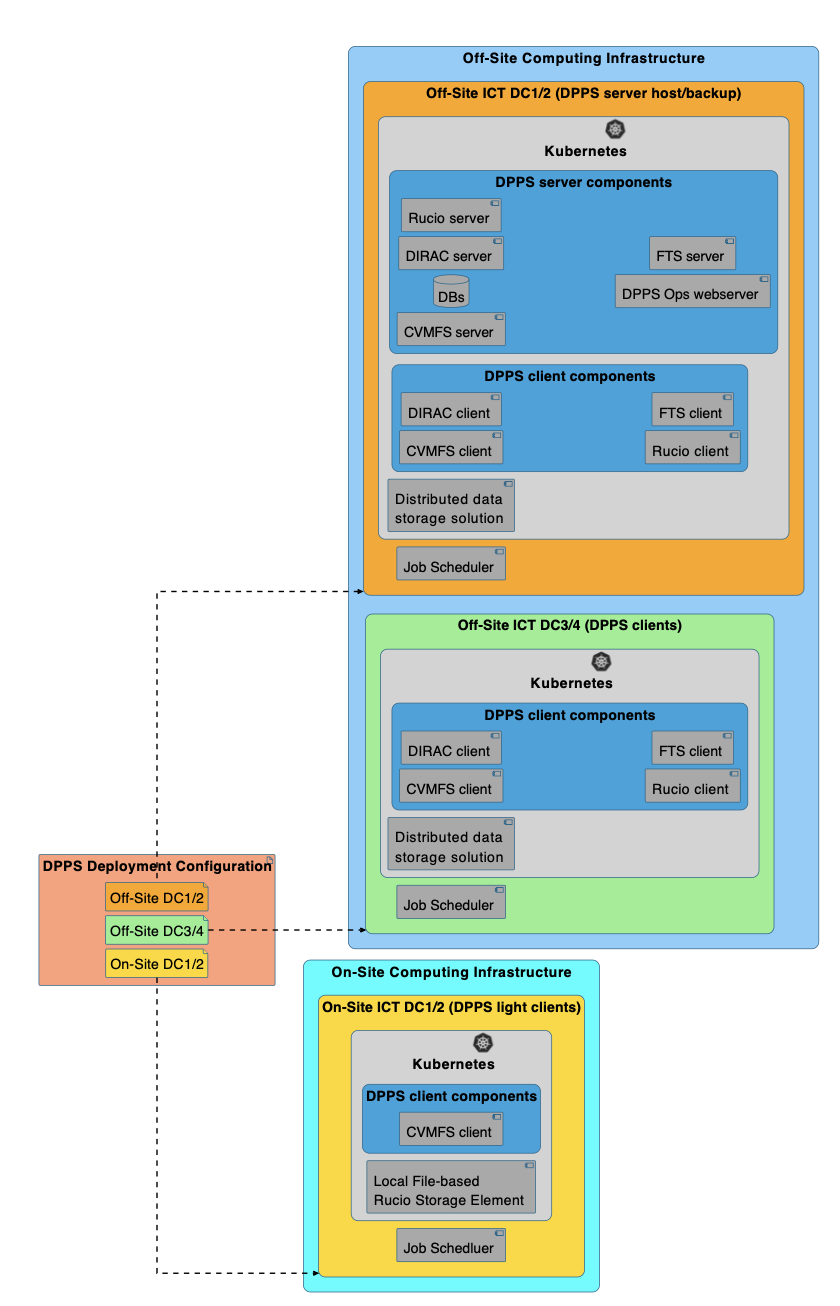 Off-Site Computing Infrastructure
Off-Site ICT DC1/2 (DPPS server host/backup)
Kubernetes
DPPS server components
Rucio server
DIRAC server
FTS server
DBs
DPPS Ops webserver
CVMFS server
DPPS client components
DIRAC client
FTS client
CVMFS client
Rucio client
Distributed data
storage solution
Job Scheduler
Off-Site ICT DC3/4 (DPPS clients)
Kubernetes
DPPS client components
DIRAC client
FTS client
CVMFS client
Rucio client
Distributed data
storage solution
Job Scheduler
DPPS Deployment Configuration
Off-Site DC1/2
Off-Site DC3/4
On-Site DC1/2
On-Site Computing Infrastructure
On-Site ICT DC1/2 (DPPS light clients)
Kubernetes
DPPS client components
CVMFS client
Local File-based
Rucio Storage Element
Job Schedluer